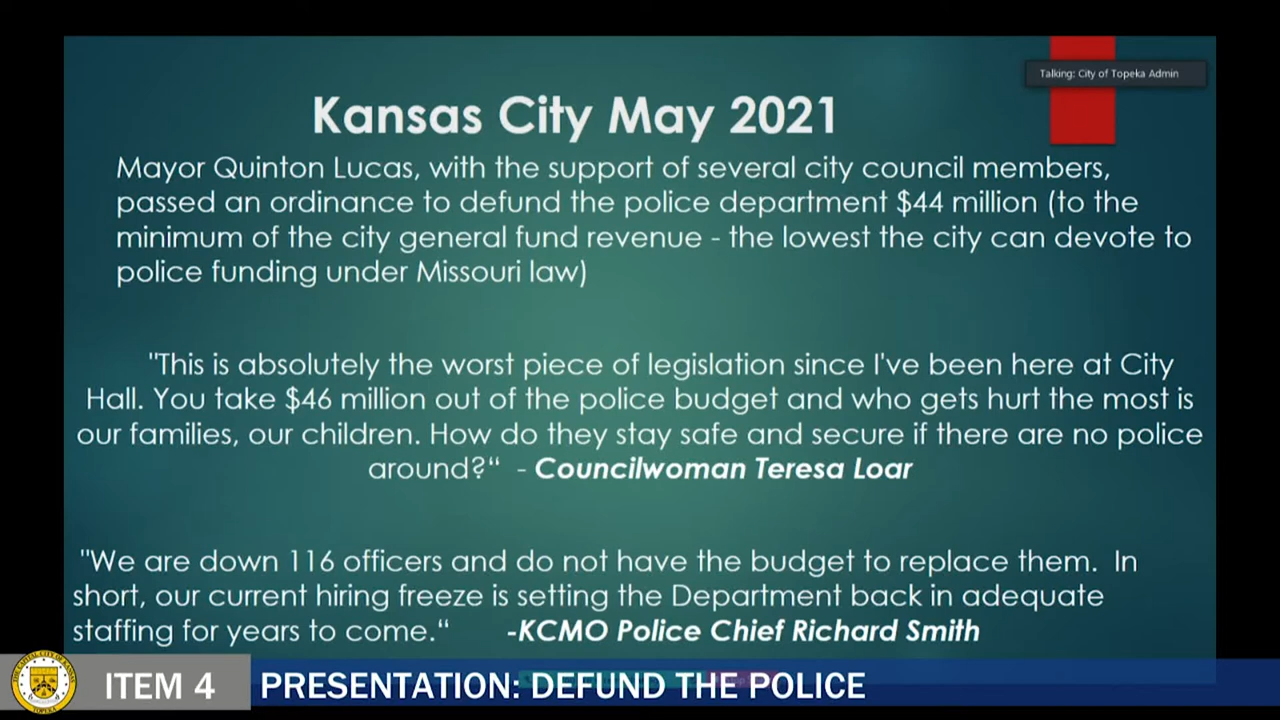 Talking: City of Topeka Admin
Kansas City May 2021
Mayor Quinton Lucas, with the support of several city council members,
passed an ordinance to defund the police department $44 million (to the
minimum of the city general fund revenue - the lowest the city can devote to
police funding under Missouri law)
"This is absolutely the worst piece of legislation since I've been here at City
Hall. You take $46 million out of the police budget and who gets hurt the most is
our families, our children. How do they stay safe and secure if there are no police
around?“ - Councilwoman Teresa Loar
"We are down 116 officers and do not have the budget to replace them. In
short, our current hiring freeze is setting the Department back in adequate
staffing for years to come.“ -KCMO Police Chief Richard Smith
ITEM 4 PRESENTATION: DEFUND THE POLICE